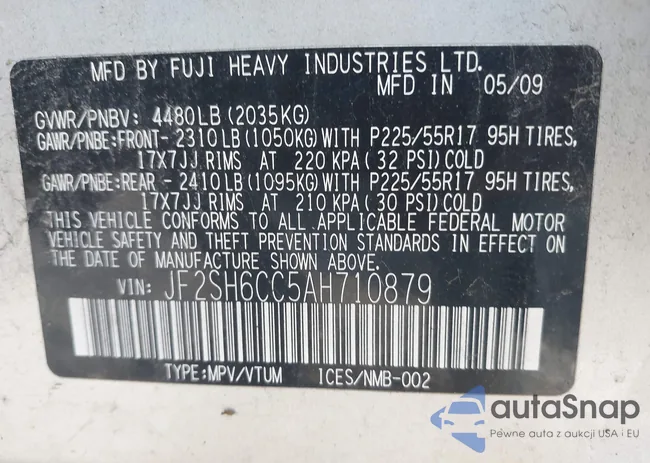 MFD BY FUJI HEAVY INDUSTRIES LTD.
MFD IN 05/09
GVWR/PNBV: 4480LB (2035KG)
GAWR/PNBE:FRONT- 2310LB (1050KG) WITH P225/55R17 95H TIRES,
17X7JJ RIMS AT 220 KPA( 32 PSI) COLD
GAWR/PNBE:REAR - 2410LB (1095KG) WITH P225/55R17 95H TIRES,
17X7JJ RIMS AT 210 KPA( 30 PSI) COLD
THIS VEHICLE CONFORMS TO ALL APPLICABLE FEDERAL MOTOR
VEHICLE SAFETY AND THEFT PREVENTION STANDARDS IN EFFECT
ON THE DATE OF MANUFACTURE SHOWN ABOVE.
VIN: JF2SH6CC5AH710879
TYPE:MPV/VTUM ICES/NMB-002
autaSnap
Pewne auta z aukcji USA i EU